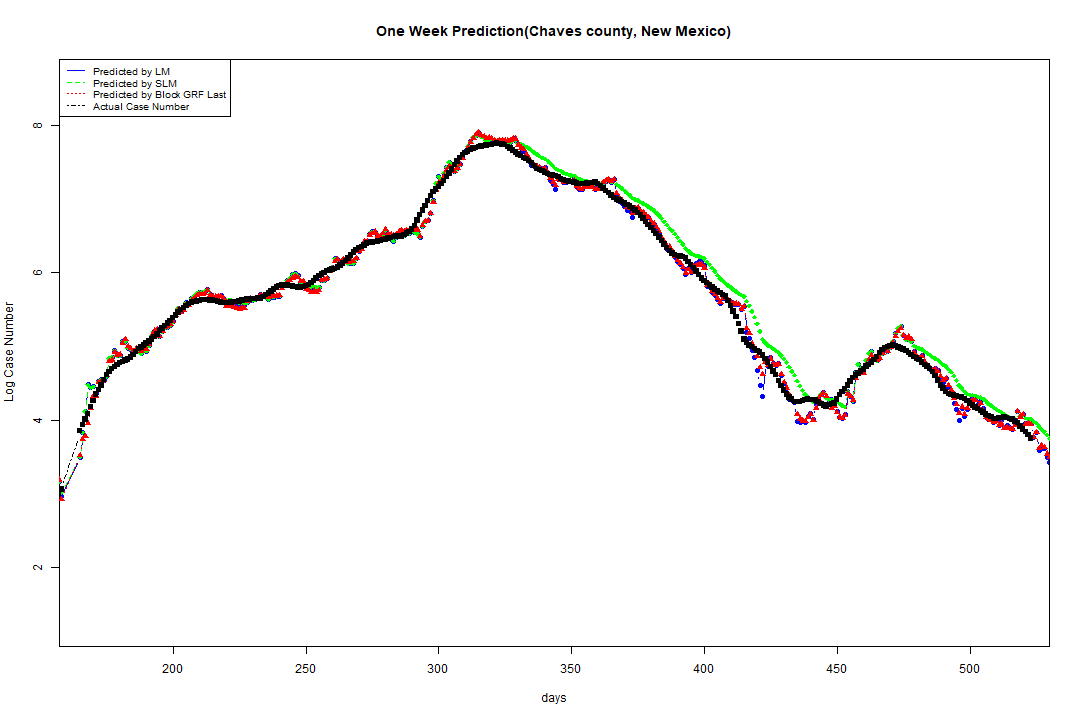 One Week Prediction(Chaves county, New Mexico)
Predicted by LM
Predicted by SLM
Predicted by Block GRF Last
Actual Case Number
8
6
4
2
Log Case Number
200 250 300 350 400 450 500
days